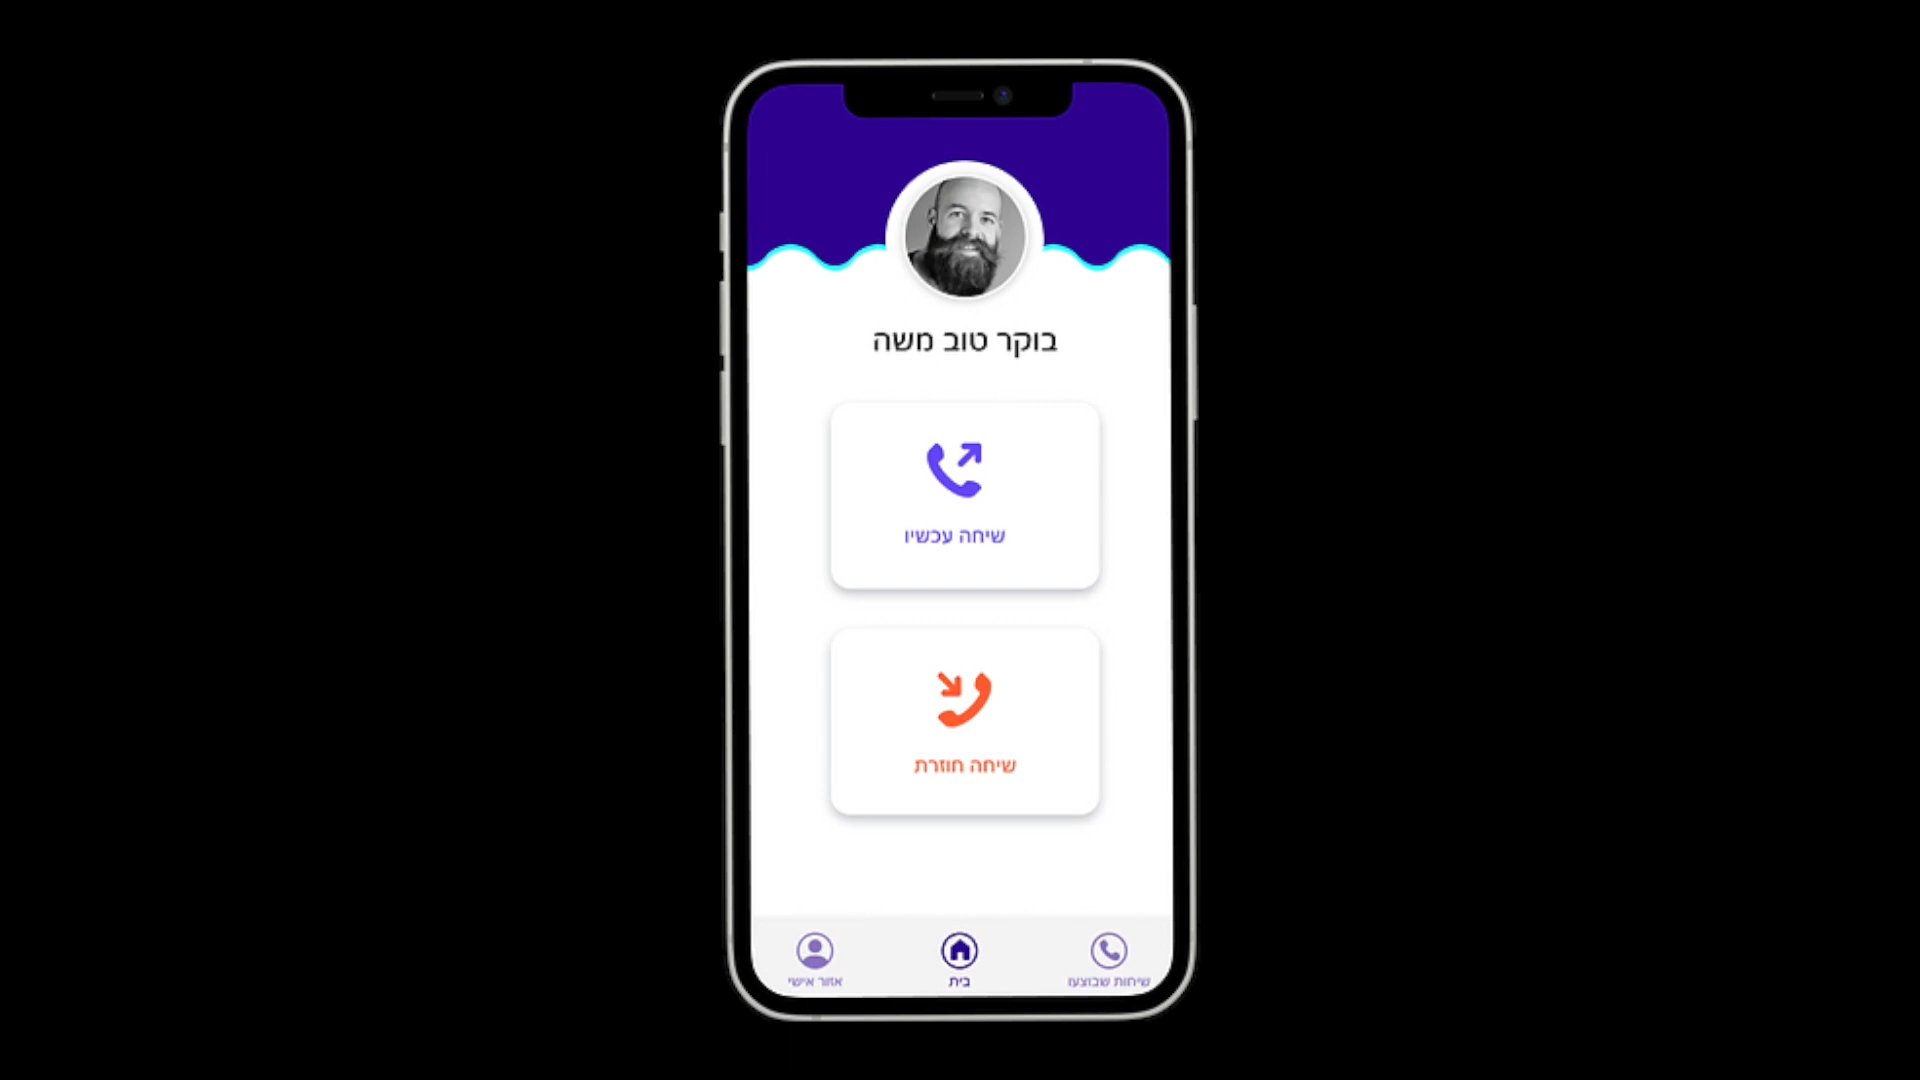 בוקר טוב משה
שיחה עכשיו
שיחה חוזרת
שיחות שבוצעו
בית
אזור אישי